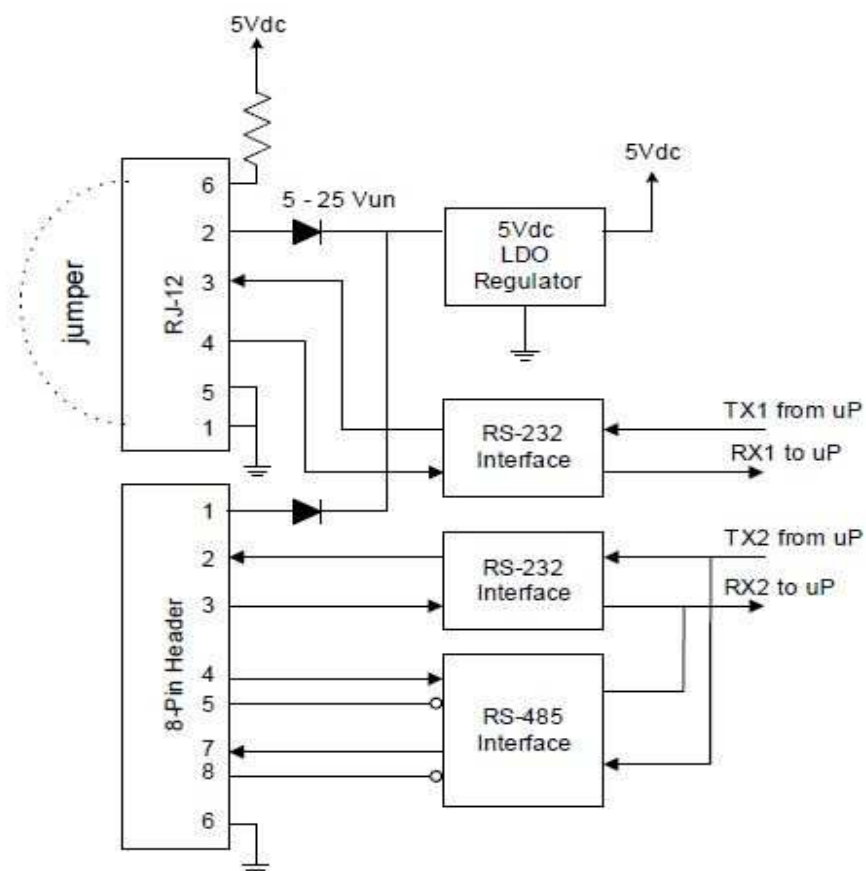 5Vdc
6
5 - 25 Vun
2
3
4
5
1
jumper
RJ-12
5Vdc
LDO
Regulator
5Vdc
RS-232
Interface
TX1 from uP
RX1 to uP
1
2
3
4
5
7
8
6
8-Pin Header
RS-232
Interface
TX2 from uP
RX2 to uP
RS-485
Interface